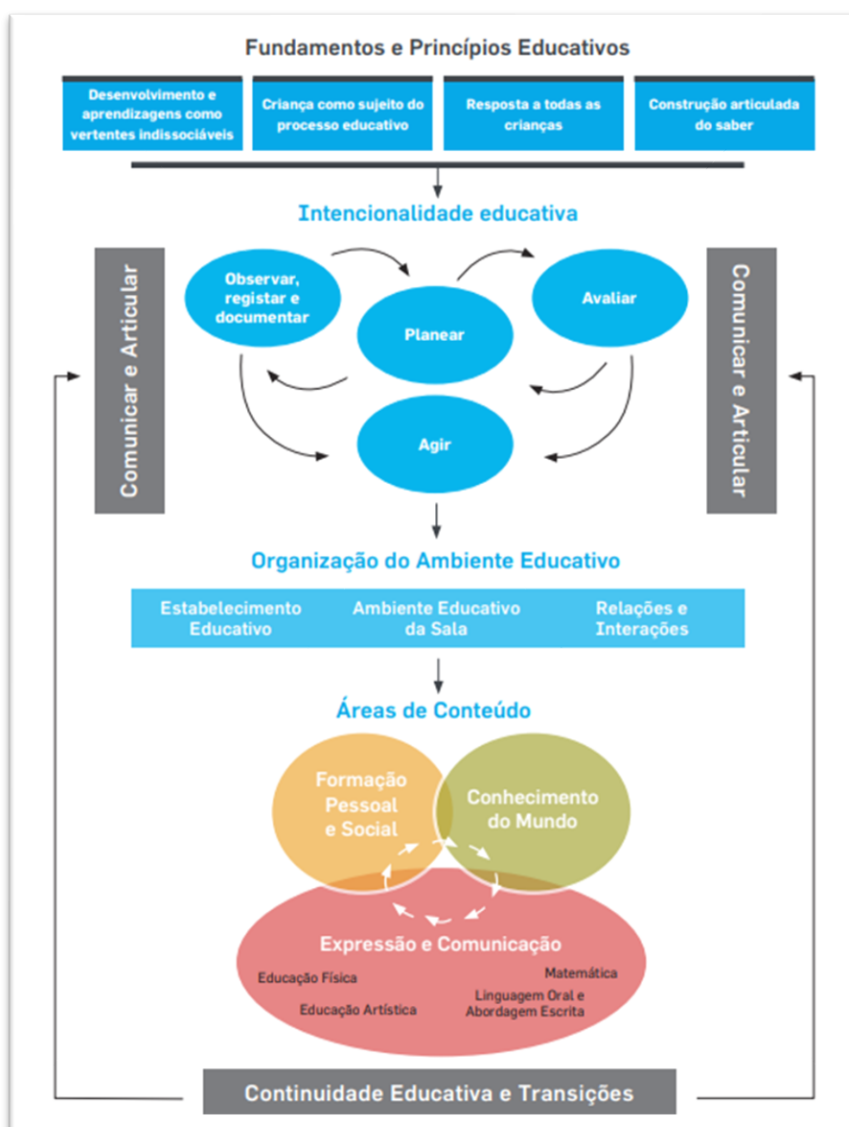 Fundamentos e Princípios Educativos
Desenvolvimento e
aprendizagens como
vertentes indissociáveis
Criança como sujeito do
processo educativo
Resposta a todas as
crianças
Construção articulada
do saber
Intencionalidade educativa
Comunicar e Articular
Observar,
registar e
documentar
Planear
Avaliar
Agir
Comunicar e Articular
Organização do Ambiente Educativo
Estabelecimento
Educativo
Ambiente Educativo
da Sala
Relações e
Interações
Áreas de Conteúdo
Formação
Pessoal
e Social
Conhecimento
do Mundo
Expressão e Comunicação
Educação Física
Matemática
Educação Artística
Linguagem Oral e
Abordagem Escrita
Continuidade Educativa e Transições